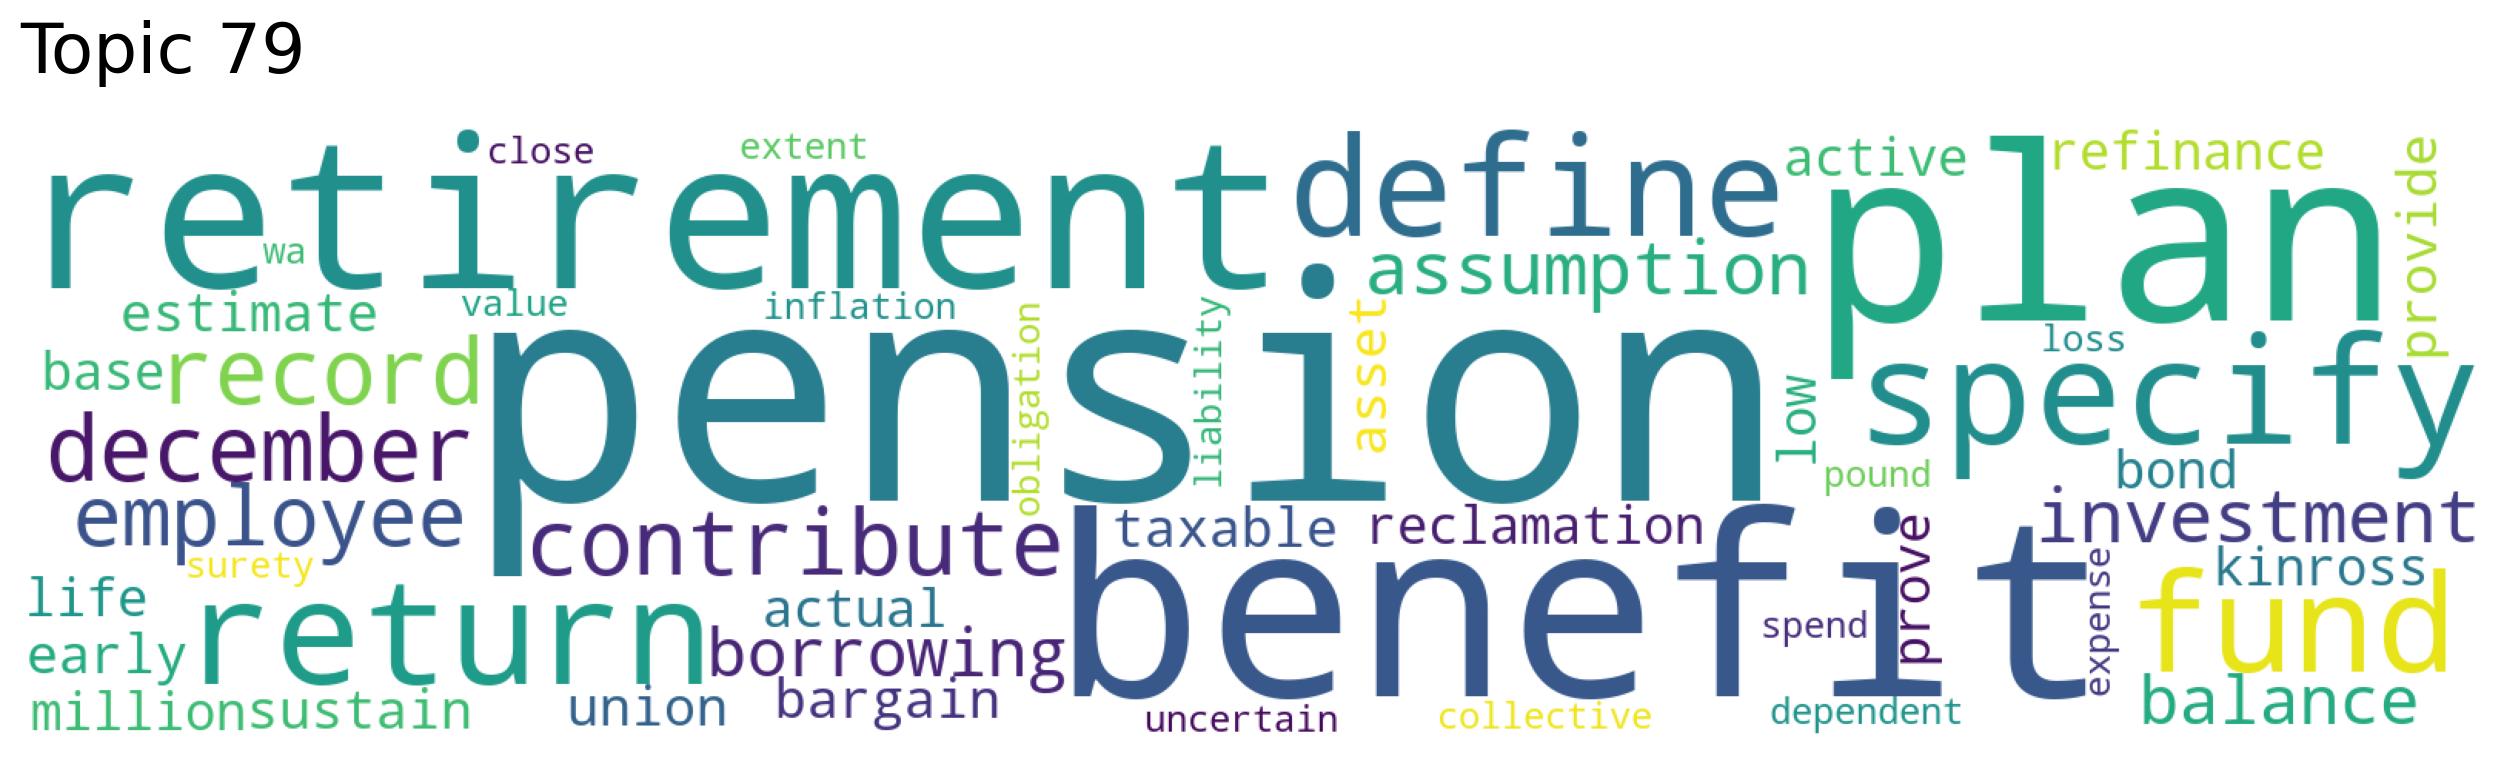 Topic 79
close
extent
retirement
define
active
plan
refinance
provide
wa
assumption
estimate
value
inflation
pension
obligation
liability
asset
loss
base
record
low
specify
december
pound
bond
employee
contribute
taxable
reclamation
prove
investment
surety
benefit
kinross
life
return
actual
spend
expense
fund
early
borrowing
million
sustain
union
bargain
uncertain
collective
dependent
balance